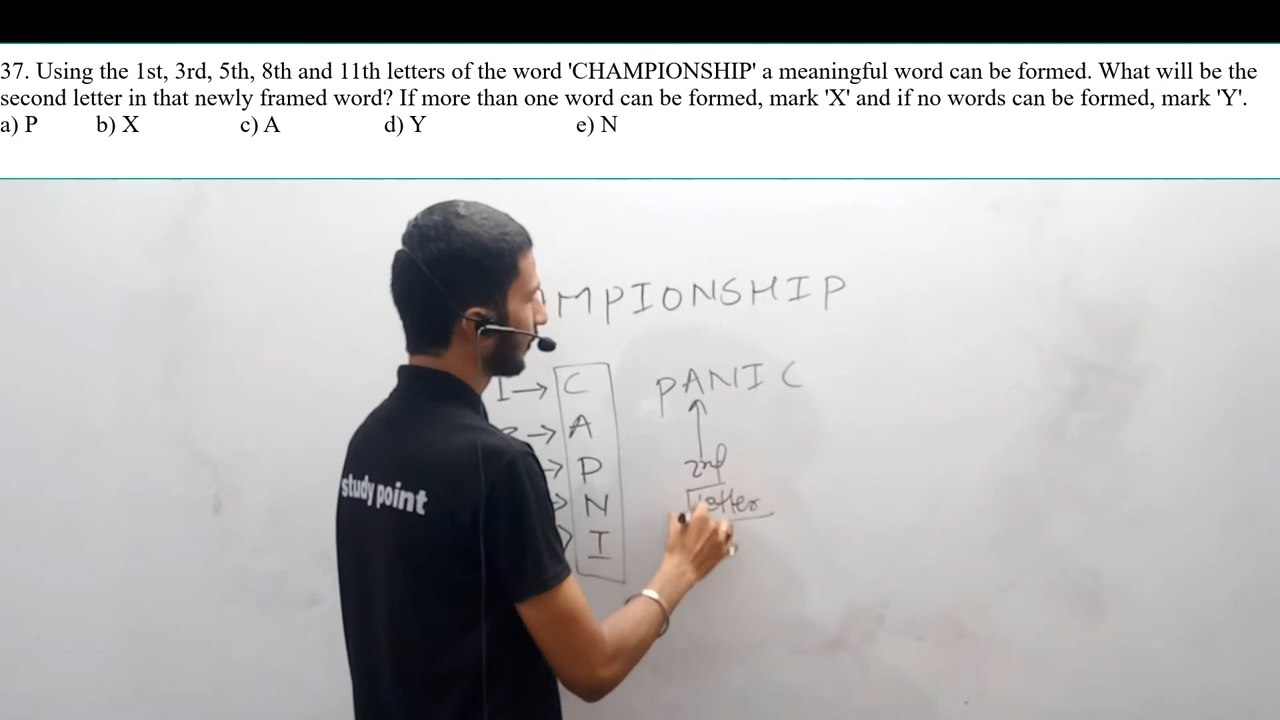 37. Using the 1st, 3rd, 5th, 8th and 11th letters of the word 'CHAMPIONSHIP' a meaningful word can be formed. What will be the
second letter in that newly framed word? If more than one word can be formed, mark 'X' and if no words can be formed, mark 'Y'.
a) P b) X c) A d) Y e) N
MPIONSHIP
1→ C
→ A
→ P
→ N
I
PANIC
2nd
letter
study point